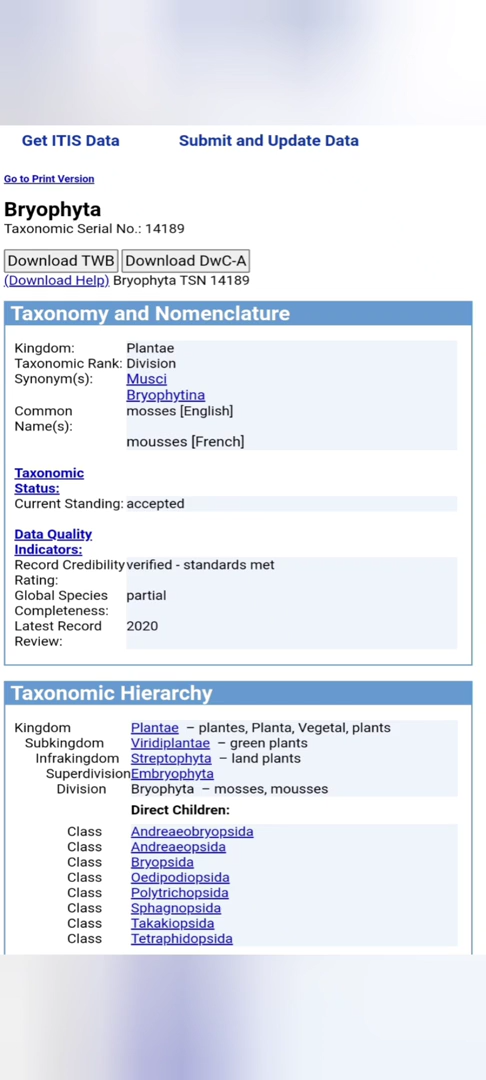 Get ITIS Data Submit and Update Data
Go to Print Version
Bryophyta
Taxonomic Serial No.: 14189
Download TWB Download DwC-A
(Download Help) Bryophyta TSN 14189
Taxonomy and Nomenclature
Kingdom: Plantae
Taxonomic Rank: Division
Synonym(s): Musci
Bryophytina
Common mosses [English]
Name(s):
mousses [French]
Taxonomic
Status:
Current Standing: accepted
Data Quality
Indicators:
Record Credibility verified - standards met
Rating:
Global Species partial
Completeness:
Latest Record 2020
Review:
Taxonomic Hierarchy
Kingdom Plantae – plantes, Planta, Vegetal, plants
Subkingdom Viridiplantae – green plants
Infrakingdom Streptophyta – land plants
Superdivision Embryophyta
Division Bryophyta – mosses, mousses
Direct Children:
Class Andreaeobryopsida
Class Andreaeopsida
Class Bryopsida
Class Oedipodiopsida
Class Polytrichopsida
Class Sphagnopsida
Class Takakiopsida
Class Tetraphidopsida